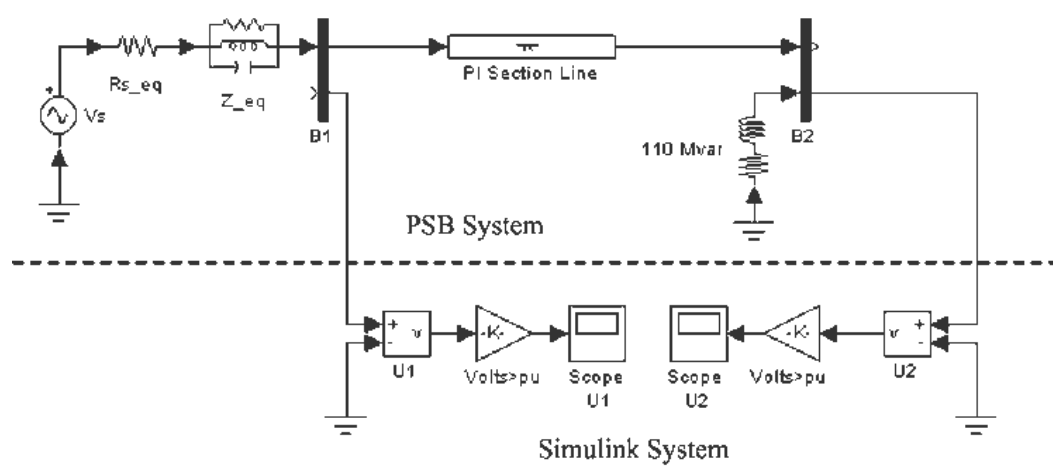 PI Section Line
Rs_eq
Z_eq
+
Vs
B1
B2
110 Mvar
PSB System
+
-
v
-K-
-K-
v
+
-
U1
Volts>pu
Scope
U1
Scope
U2
Volts>pu
U2
Simulink System